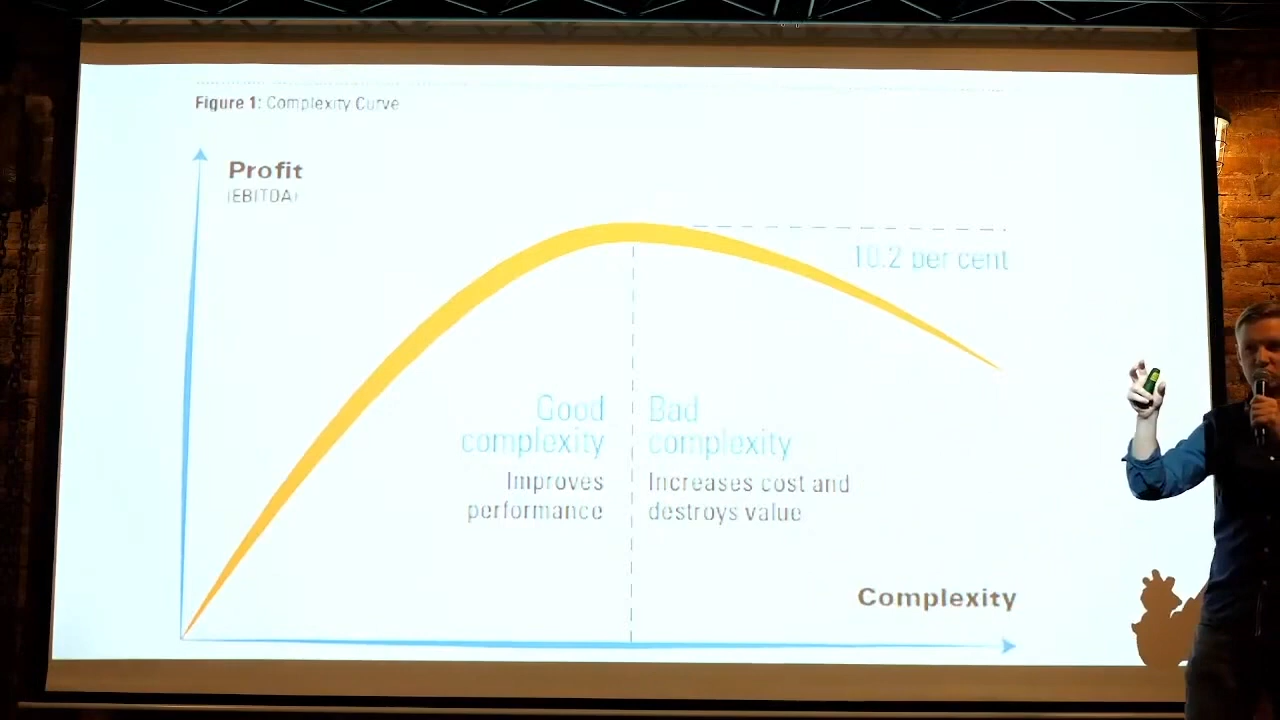 Figure 1: Complexity Curve
Profit
(EBITDA)
10.2 per cent
Good
complexity
Improves
performance
Bad
complexity
Increases cost and
destroys value
Complexity